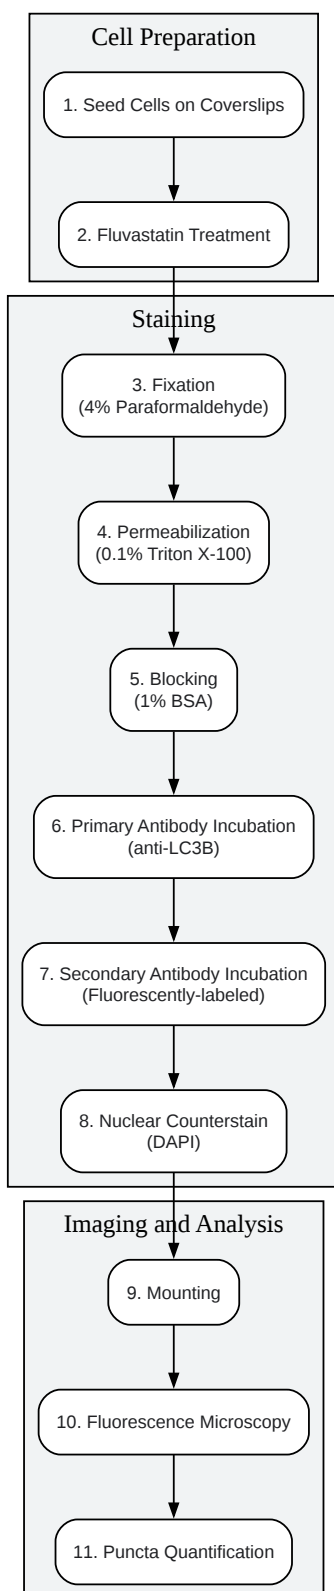 Cell Preparation
1. Seed Cells on Coverslips
2. Fluvastatin Treatment
Staining
3. Fixation
(4% Paraformaldehyde)
4. Permeabilization
(0.1% Triton X-100)
5. Blocking
(1% BSA)
6. Primary Antibody Incubation
(anti-LC3B)
7. Secondary Antibody Incubation
(Fluorescently-labeled)
8. Nuclear Counterstain
(DAPI)
Imaging and Analysis
9. Mounting
10. Fluorescence Microscopy
11. Puncta Quantification